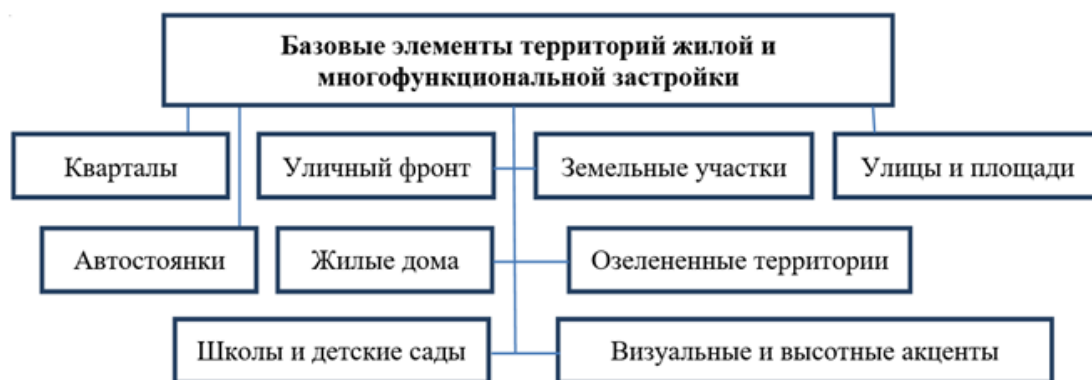 Базовые элементы территорий жилой и
многофункциональной застройки
Кварталы
Уличный фронт
Земельные участки
Улицы и площади
Автостоянки
Жилые дома
Озелененные территории
Школы и детские сады
Визуальные и высотные акценты